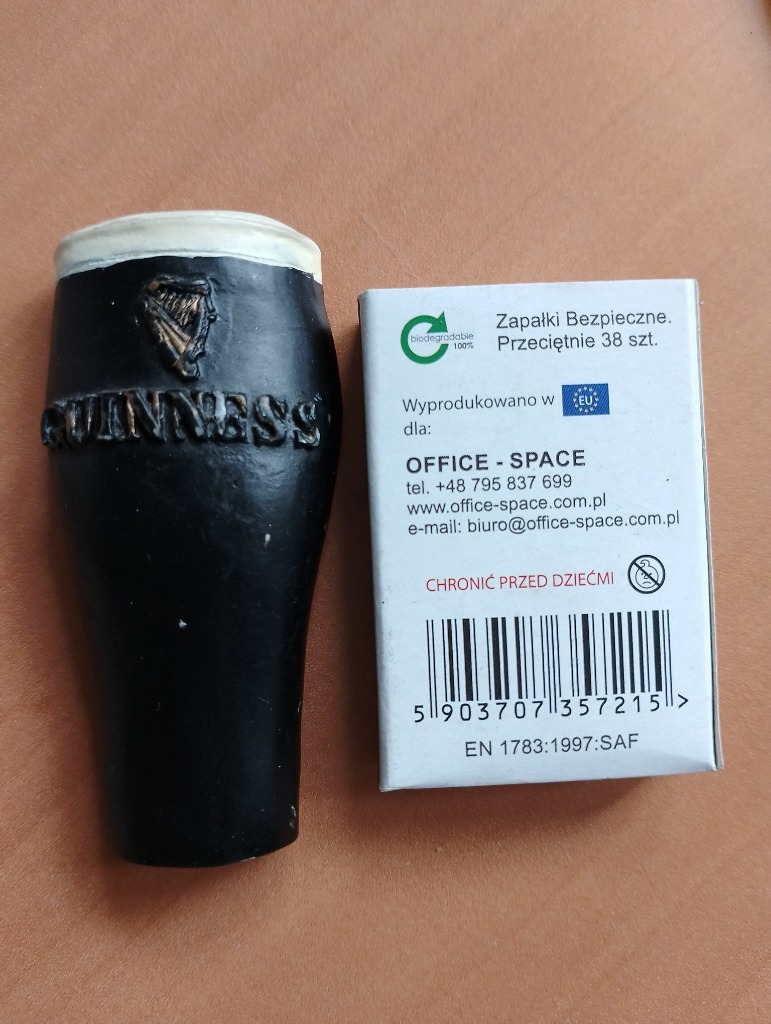 GUINNESS
biodegradable
100%
Zapałki Bezpieczne.
Przeciętnie 38 szt.
Wyprodukowano w EU
dla:
OFFICE - SPACE
tel. +48 795 837 699
www.office-space.com.pl
e-mail: biuro@office-space.com.pl
CHRONIĆ PRZED DZIEĆMI
5 903707 357215 >
EN 1783:1997:SAF